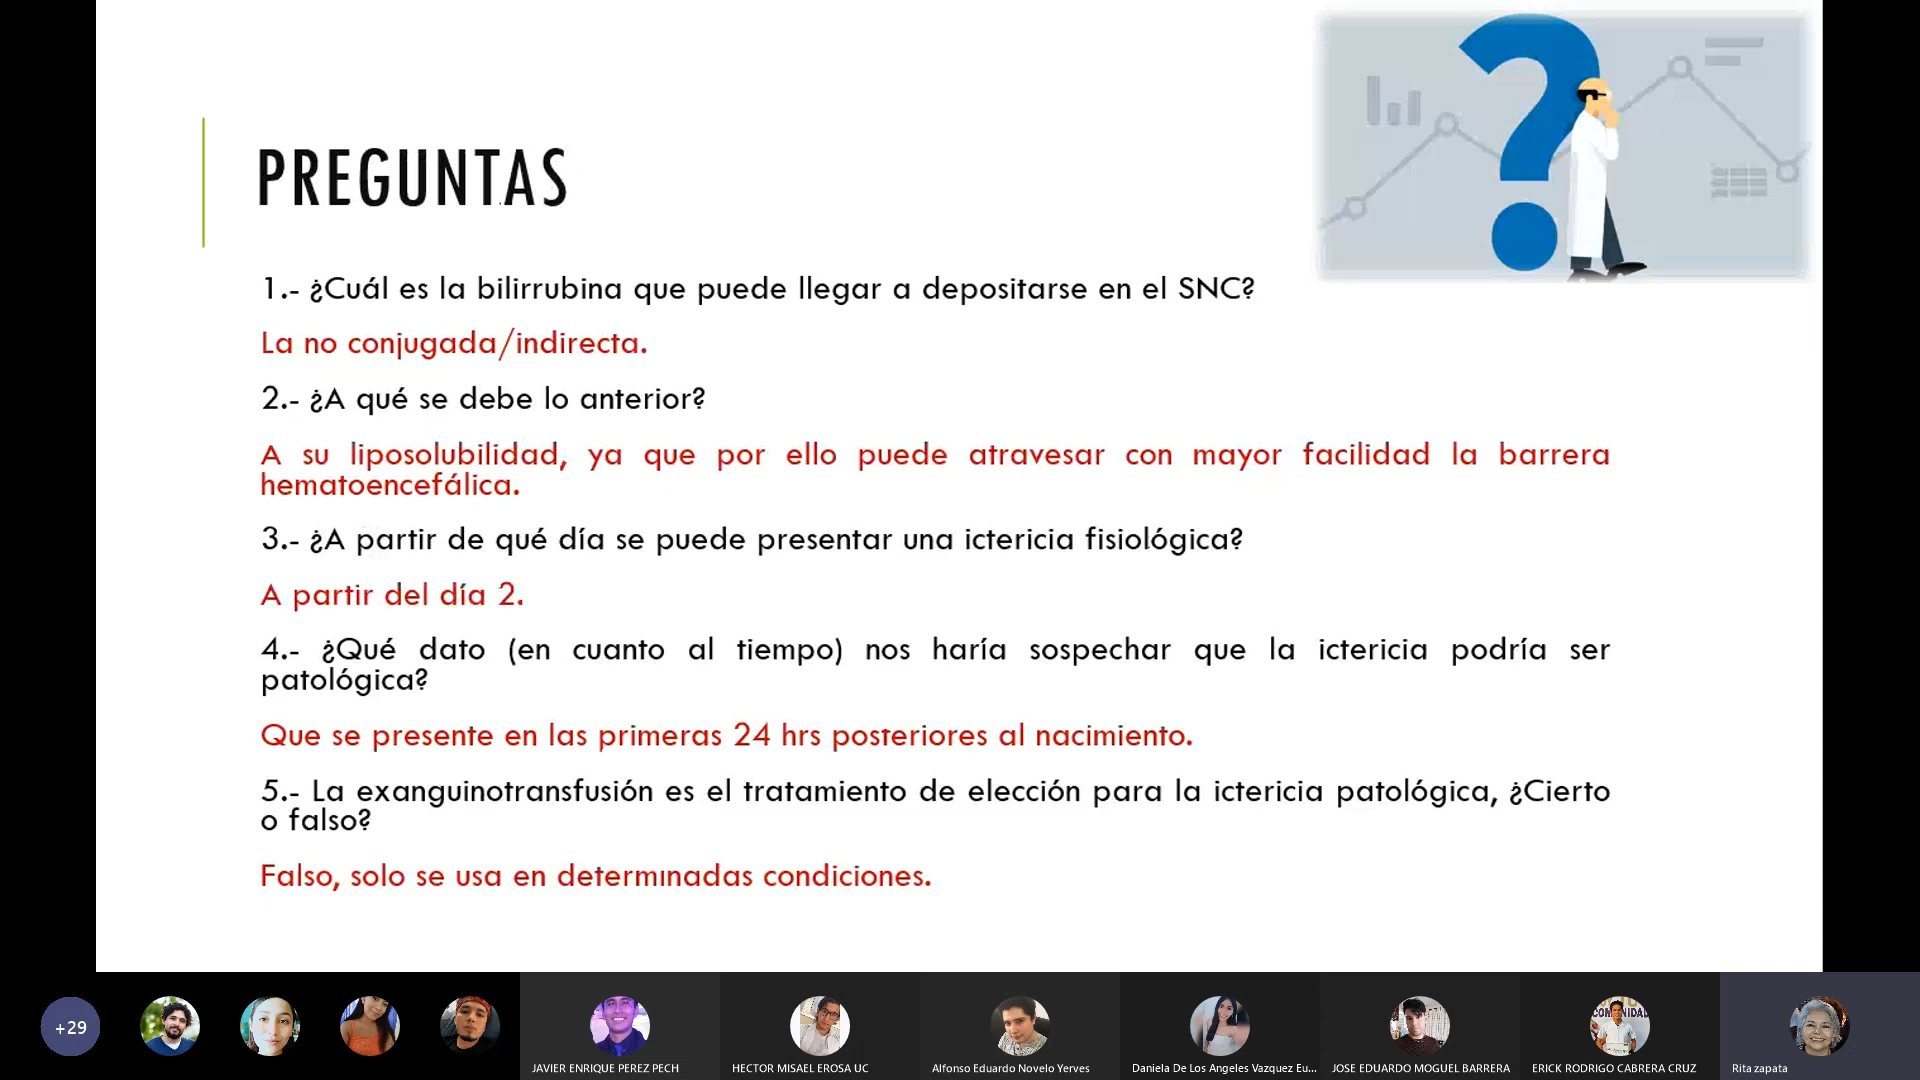 PREGUNTAS
1.- ¿Cuál es la bilirrubina que puede llegar a depositarse en el SNC?
La no conjugada/indirecta.
2.- ¿A qué se debe lo anterior?
A su liposolubilidad, ya que por ello puede atravesar con mayor facilidad la barrera
hematoencefálica.
3.- ¿A partir de qué día se puede presentar una ictericia fisiológica?
A partir del día 2.
4.- ¿Qué dato (en cuanto al tiempo) nos haría sospechar que la ictericia podría ser
patológica?
Que se presente en las primeras 24 hrs posteriores al nacimiento.
5.- La exanguinotransfusión es el tratamiento de elección para la ictericia patológica, ¿Cierto
o falso?
Falso, solo se usa en determinadas condiciones.
+29
JAVIER ENRIQUE PEREZ PECH
HECTOR MISAEL EROSA UC
Alfonso Eduardo Novelo Yerves
Daniela De Los Angeles Vazquez Eu...
JOSE EDUARDO MOGUEL BARRERA
ERICK RODRIGO CABRERA CRUZ
Rita zapata